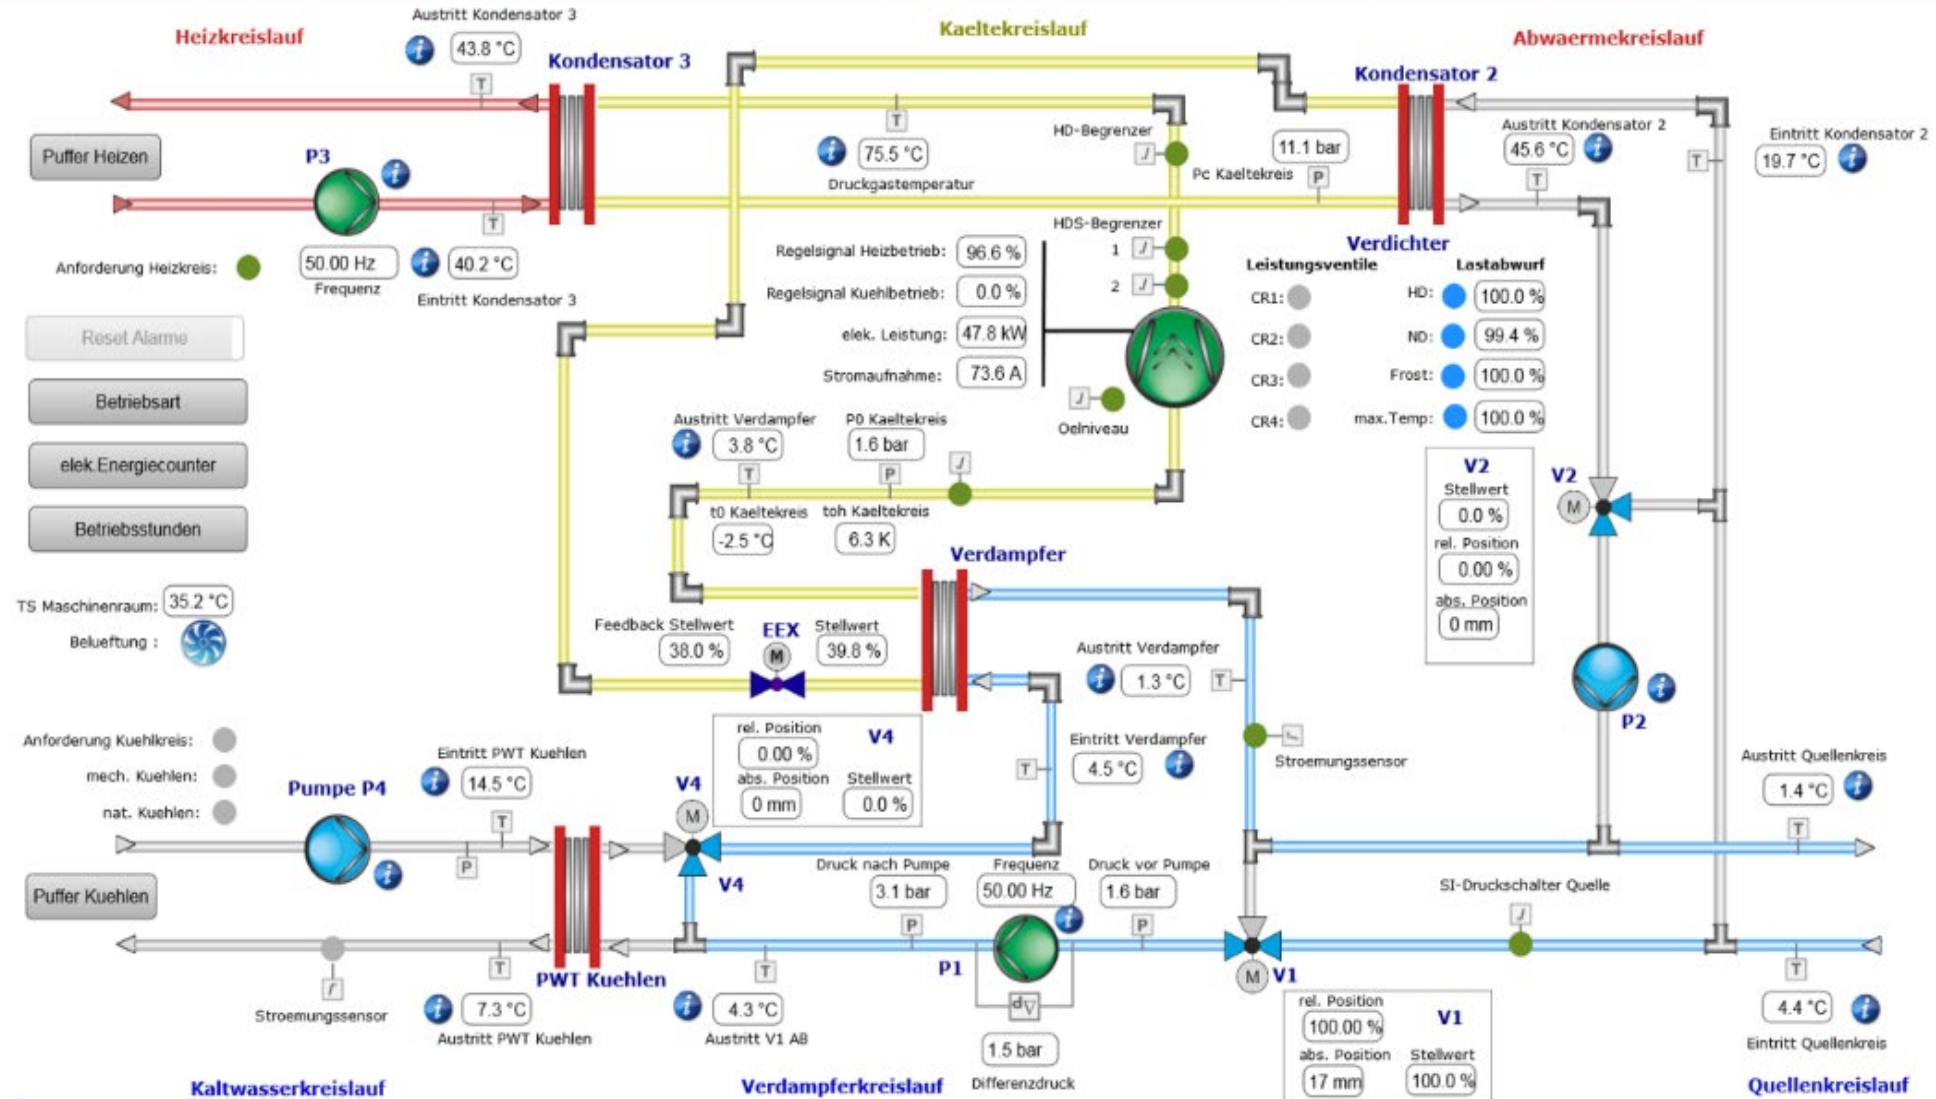 Austritt Kondensator 3
43.8 °C
Heizkreislauf
Kaeltekreislauf
Abwaermekreislauf
Kondensator 3
Kondensator 2
T
T
HD-Begrenzer
75.5 °C
Druckgastemperatur
11.1 bar
Pc Kaeltekreis
P
Austritt Kondensator 2
45.6 °C
T
Eintritt Kondensator 2
19.7 °C
T
Puffer Heizen
P3
T
Anforderung Heizkreis:
50.00 Hz
Frequenz
40.2 °C
Eintritt Kondensator 3
HDS-Begrenzer
1
2
Regelsignal Heizbetrieb:
96.6 %
Regelsignal Kuehlbetrieb:
0.0 %
elek. Leistung:
47.8 kW
Stromaufnahme:
73.6 A
Oelniveau
Verdichter
Leistungsventile
Lastabwurf
CR1:
HD:
100.0 %
CR2:
ND:
99.4 %
CR3:
Frost:
100.0 %
CR4:
max.Temp:
100.0 %
Reset Alarme
Betriebsart
elek.Energiecounter
Betriebsstunden
TS Maschinenraum:
35.2 °C
Belueftung :
Austritt Verdampfer
3.8 °C
T
P0 Kaeltekreis
1.6 bar
P
t0 Kaeltekreis
-2.5 °C
toh Kaeltekreis
6.3 K
V2
Stellwert
0.0 %
rel. Position
0.00 %
abs. Position
0 mm
V2
M
P2
Verdampfer
Feedback Stellwert
38.0 %
EEX
M
Stellwert
39.8 %
Austritt Verdampfer
1.3 °C
T
Eintritt Verdampfer
4.5 °C
T
Stroemungssensor
rel. Position
0.00 %
V4
abs. Position
0 mm
Stellwert
0.0 %
Anforderung Kuehlkreis:
mech. Kuehlen:
nat. Kuehlen:
Pumpe P4
Eintritt PWT Kuehlen
14.5 °C
T
P
V4
M
V4
Puffer Kuehlen
Druck nach Pumpe
3.1 bar
P
Frequenz
50.00 Hz
Druck vor Pumpe
1.6 bar
P
Austritt Quellenkreis
1.4 °C
T
SI-Druckschalter Quelle
P1
V1
M
PWT Kuehlen
Stroemungssensor
T
7.3 °C
Austritt PWT Kuehlen
T
4.3 °C
Austritt V1 AB
1.5 bar
Differenzdruck
rel. Position
100.00 %
V1
abs. Position
17 mm
Stellwert
100.0 %
T
4.4 °C
Eintritt Quellenkreis
Kaltwasserkreislauf
Verdampferkreislauf
Quellenkreislauf